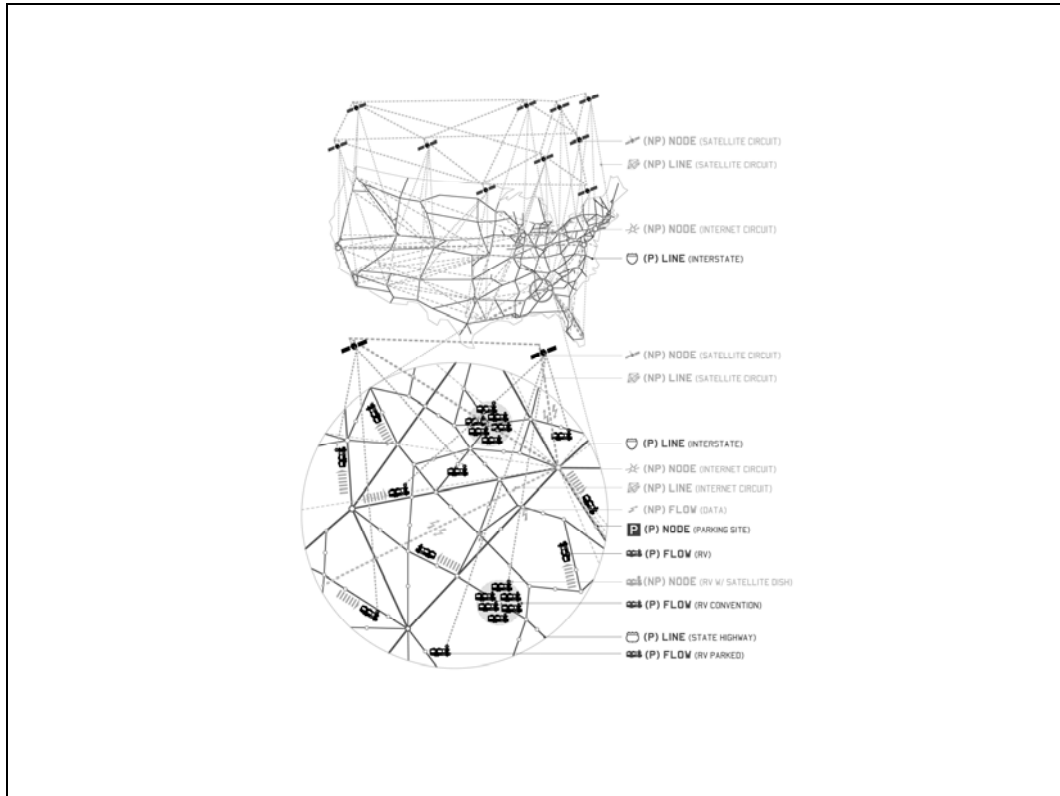 (NP) NODE (SATELLITE CIRCUIT)
(NP) LINE (SATELLITE CIRCUIT)
(NP) NODE (INTERNET CIRCUIT)
(P) LINE (INTERSTATE)
(NP) NODE (SATELLITE CIRCUIT)
(NP) LINE (SATELLITE CIRCUIT)
(P) LINE (INTERSTATE)
(NP) NODE (INTERNET CIRCUIT)
(NP) LINE (INTERNET CIRCUIT)
(NP) FLOW (DATA)
P (P) NODE (PARKING SITE)
(P) FLOW (RV)
(NP) NODE (RV W/ SATELLITE DISH)
(P) FLOW (RV CONVENTION)
(P) LINE (STATE HIGHWAY)
(P) FLOW (RV PARKED)